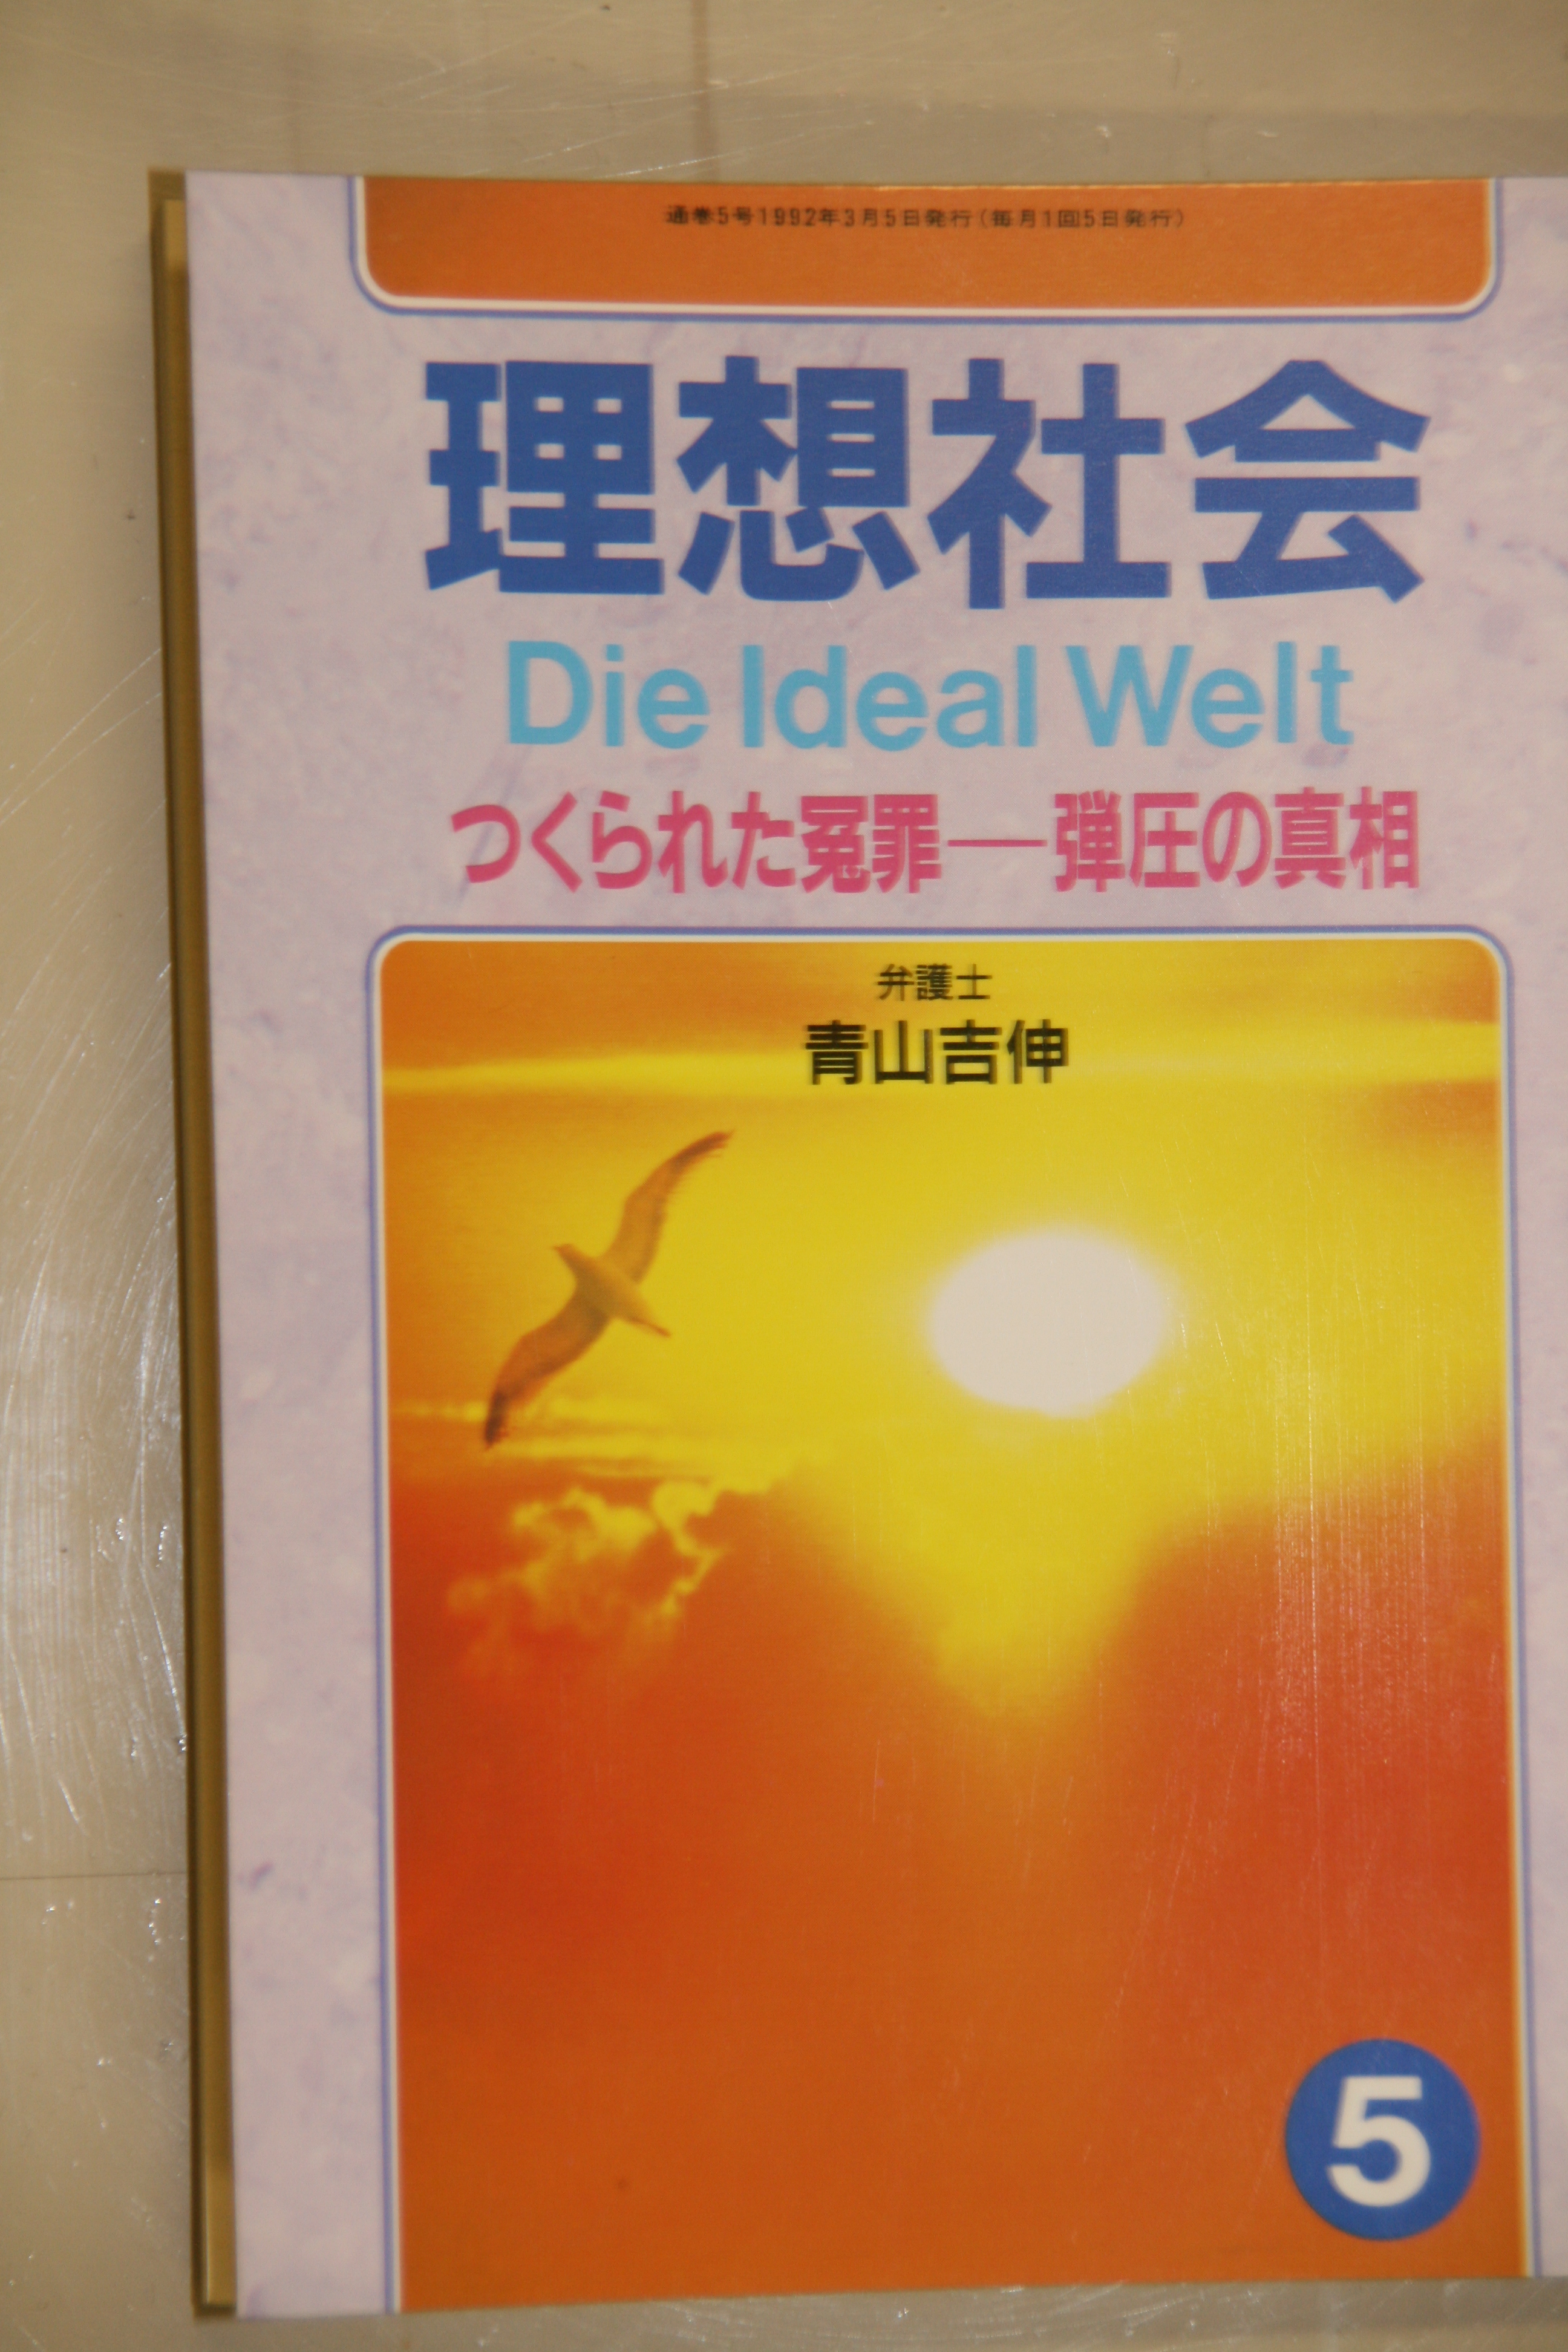 通巻5号1992年3月5日発行(毎月1回5日発行)
理想社会
Die Ideal Welt
つくられた冤罪──弾圧の真相
弁護士
青山吉伸
5